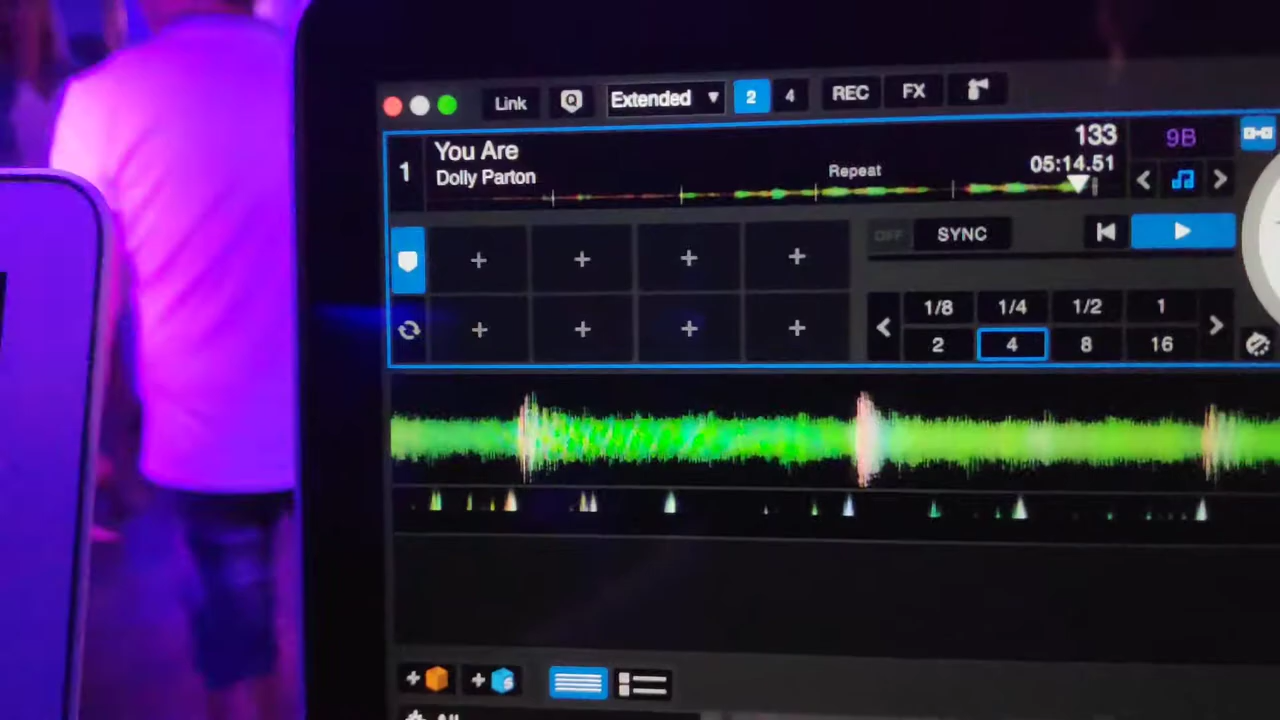 Link Q Extended 2 4 REC FX
1 You Are 133 9B
Dolly Parton Repeat 05:14.51
+ + + + OFF SYNC
+ + + + 1/8 1/4 1/2 1
2 4 8 16
+ + S
All